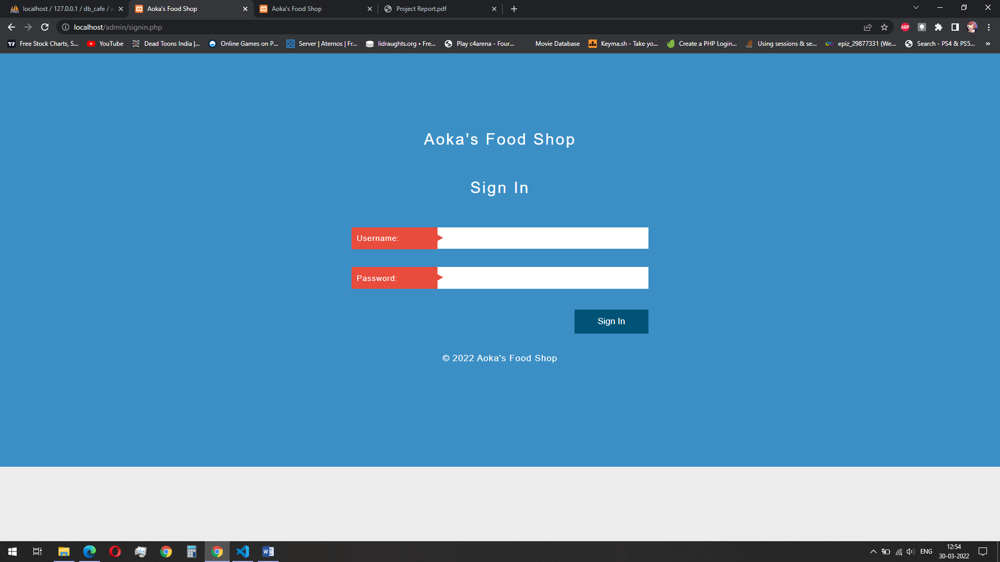 localhost / 127.0.0.1 / db_cafe / a
Aoka's Food Shop
Aoka's Food Shop
Project Report.pdf
localhost/admin/signin.php
ABP
Free Stock Charts, S...
YouTube
Dead Toons India |...
Online Games on P...
Server | Aternos | Fr...
lidraughts.org • Fre...
Play c4arena - Four...
Movie Database
Keyma.sh - Take yo...
Create a PHP Login...
Using sessions & se...
epiz_29877331 (We...
Search - PS4 & PS5...
Aoka's Food Shop
Sign In
Username:
Password:
Sign In
© 2022 Aoka's Food Shop
ENG
12:54
30-03-2022